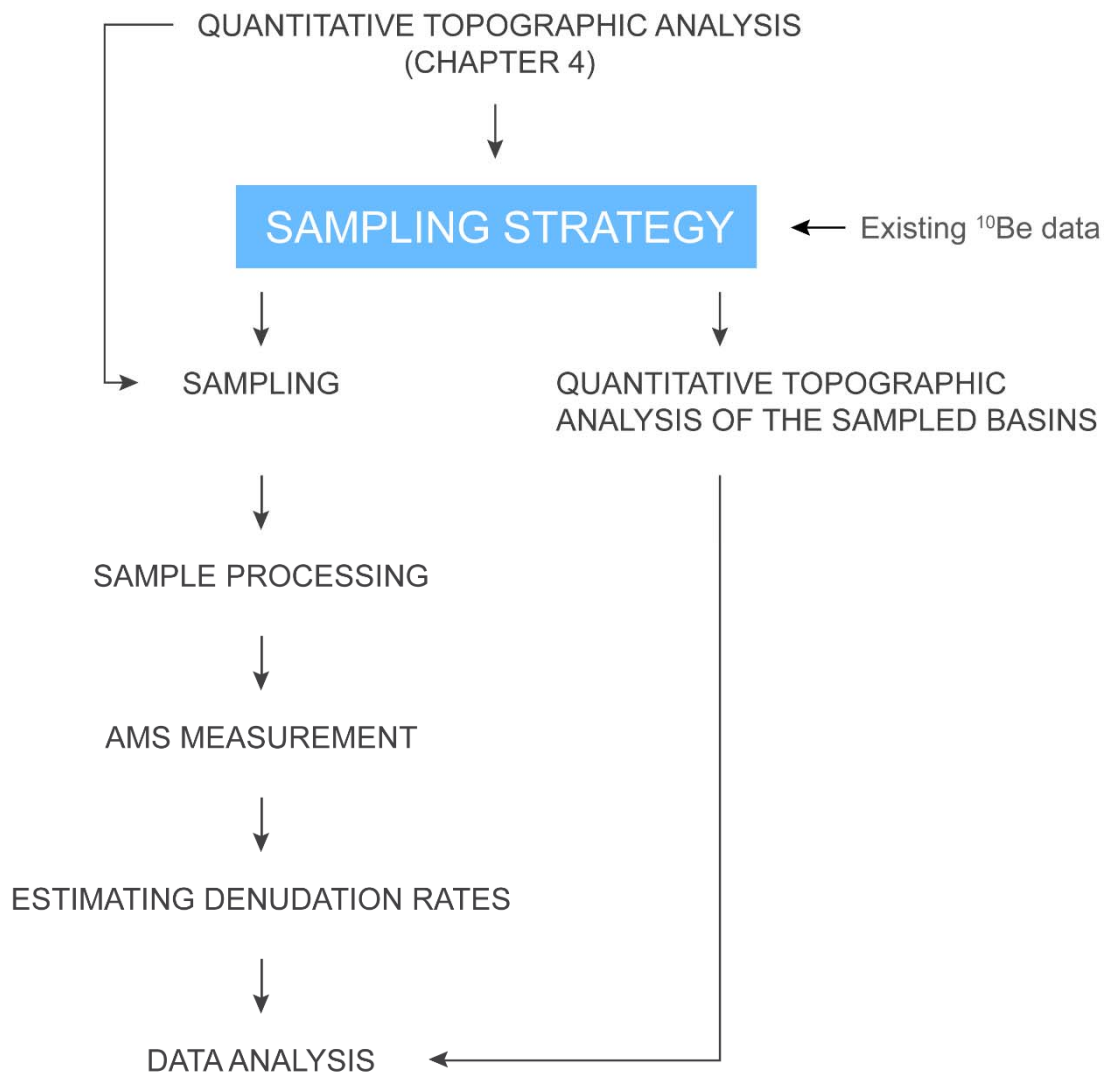 QUANTITATIVE TOPOGRAPHIC ANALYSIS
(CHAPTER 4)
SAMPLING STRATEGY
Existing ¹⁰Be data
SAMPLING
QUANTITATIVE TOPOGRAPHIC
ANALYSIS OF THE SAMPLED BASINS
SAMPLE PROCESSING
AMS MEASUREMENT
ESTIMATING DENUDATION RATES
DATA ANALYSIS